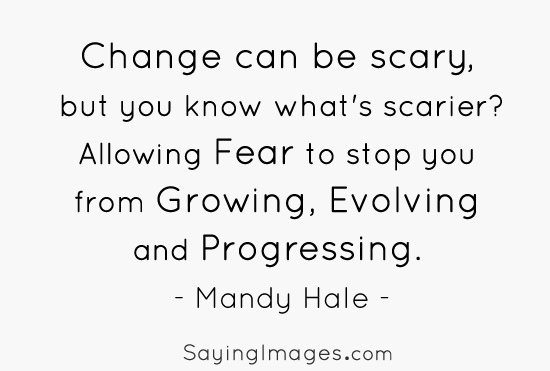 Change can be scary,
but you know what's scarier?
Allowing Fear to stop you
from Growing, Evolving
and Progressing.
- Mandy Hale -
SayingImages.com